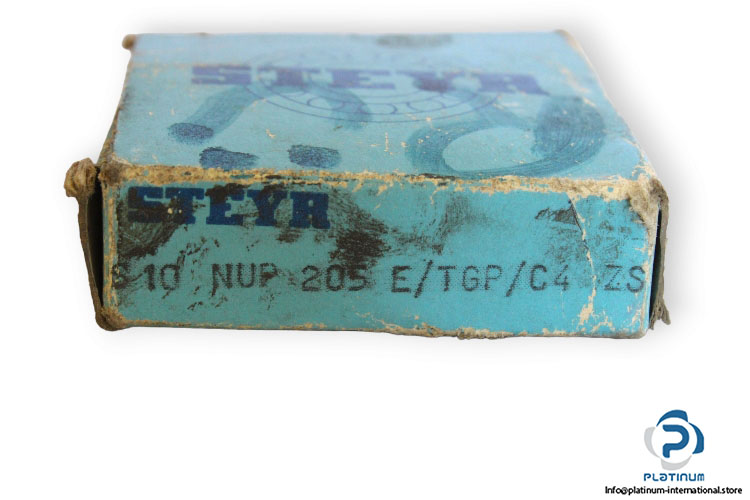 STEYR
STEYR
S10 NUP 205 E/TGP/C4 ZS
PLATINUM
Info@platinum-international.store